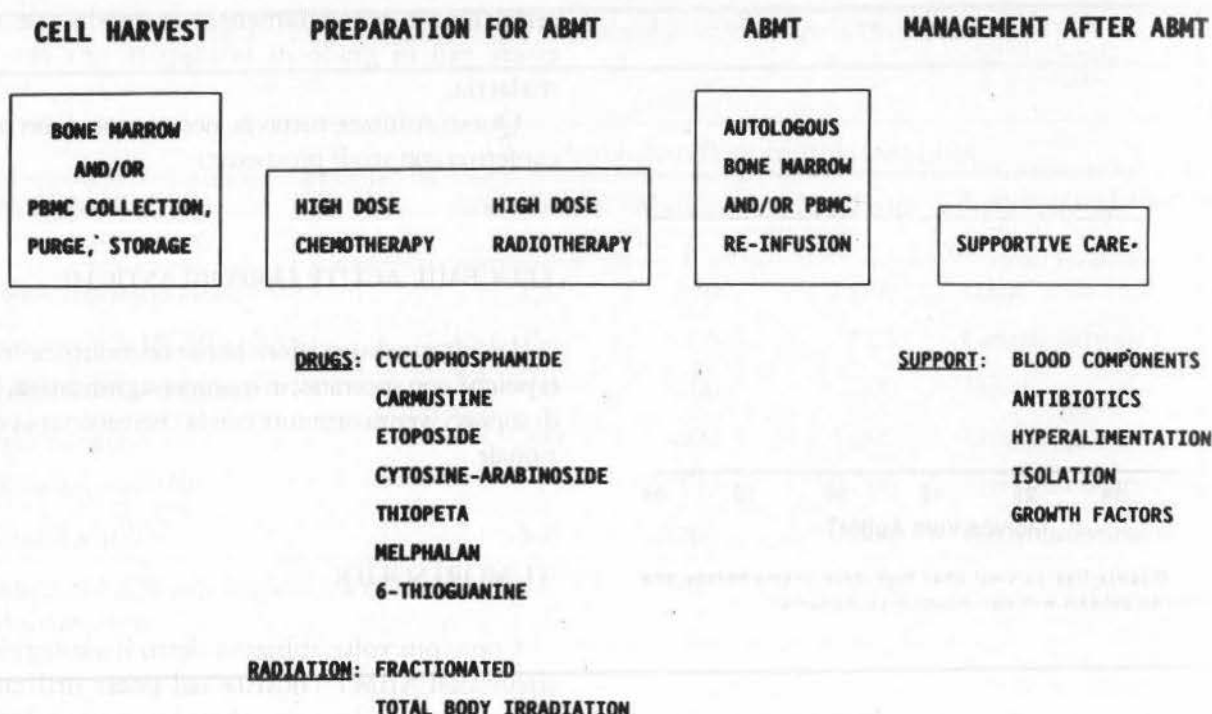 CELL HARVEST PREPARATION FOR ABMT ABMT MANAGEMENT AFTER ABMT
BONE MARROW
AND/OR
PBMC COLLECTION,
PURGE, STORAGE
HIGH DOSE HIGH DOSE
CHEMOTHERAPY RADIOTHERAPY
AUTOLOGOUS
BONE MARROW
AND/OR PBMC
RE-INFUSION
SUPPORTIVE CARE.
DRUGS: CYCLOPHOSPHAMIDE
CARMUSTINE
ETOPOSIDE
CYTOSINE-ARABINOSIDE
THIOPETA
MELPHALAN
6-THIOGUANINE
RADIATION: FRACTIONATED
TOTAL BODY IRRADIATION
SUPPORT: BLOOD COMPONENTS
ANTIBIOTICS
HYPERALIMENTATION
ISOLATION
GROWTH FACTORS